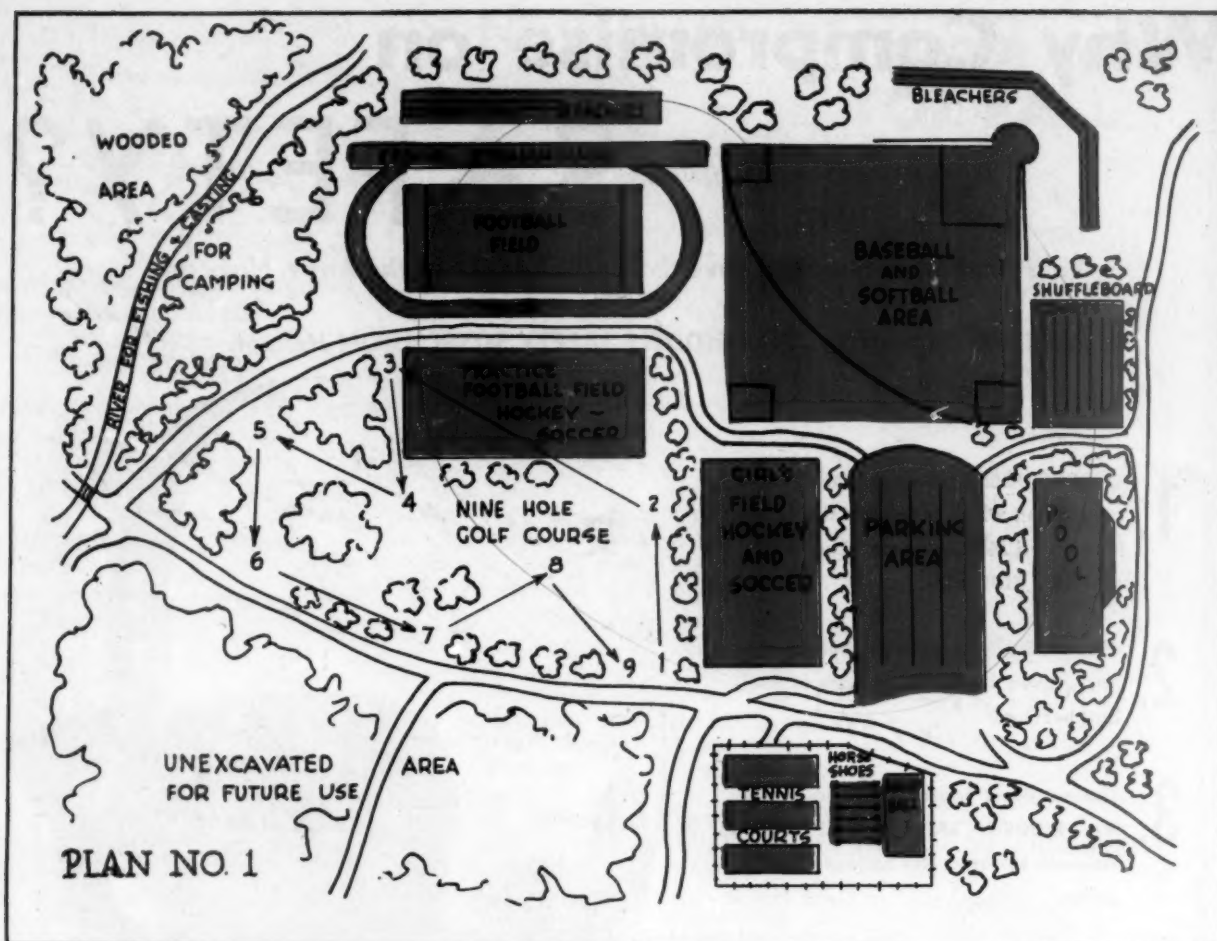 WOODED
AREA
RIVER FOR FISHING + CASTING
FOR
CAMPING
BLEACHERS
FOOTBALL
FIELD
BASEBALL
AND
SOFTBALL
AREA
SHUFFLEBOARD
PRACTICE
FOOTBALL FIELD
HOCKEY -
SOCCER
3
5
4
2
6
8
7
9
1
NINE HOLE
GOLF COURSE
GIRL'S
FIELD
HOCKEY
AND
SOCCER
PARKING
AREA
POOL
UNEXCAVATED
FOR FUTURE USE
AREA
TENNIS
COURTS
HORSE
SHOES
PLAN NO. 1